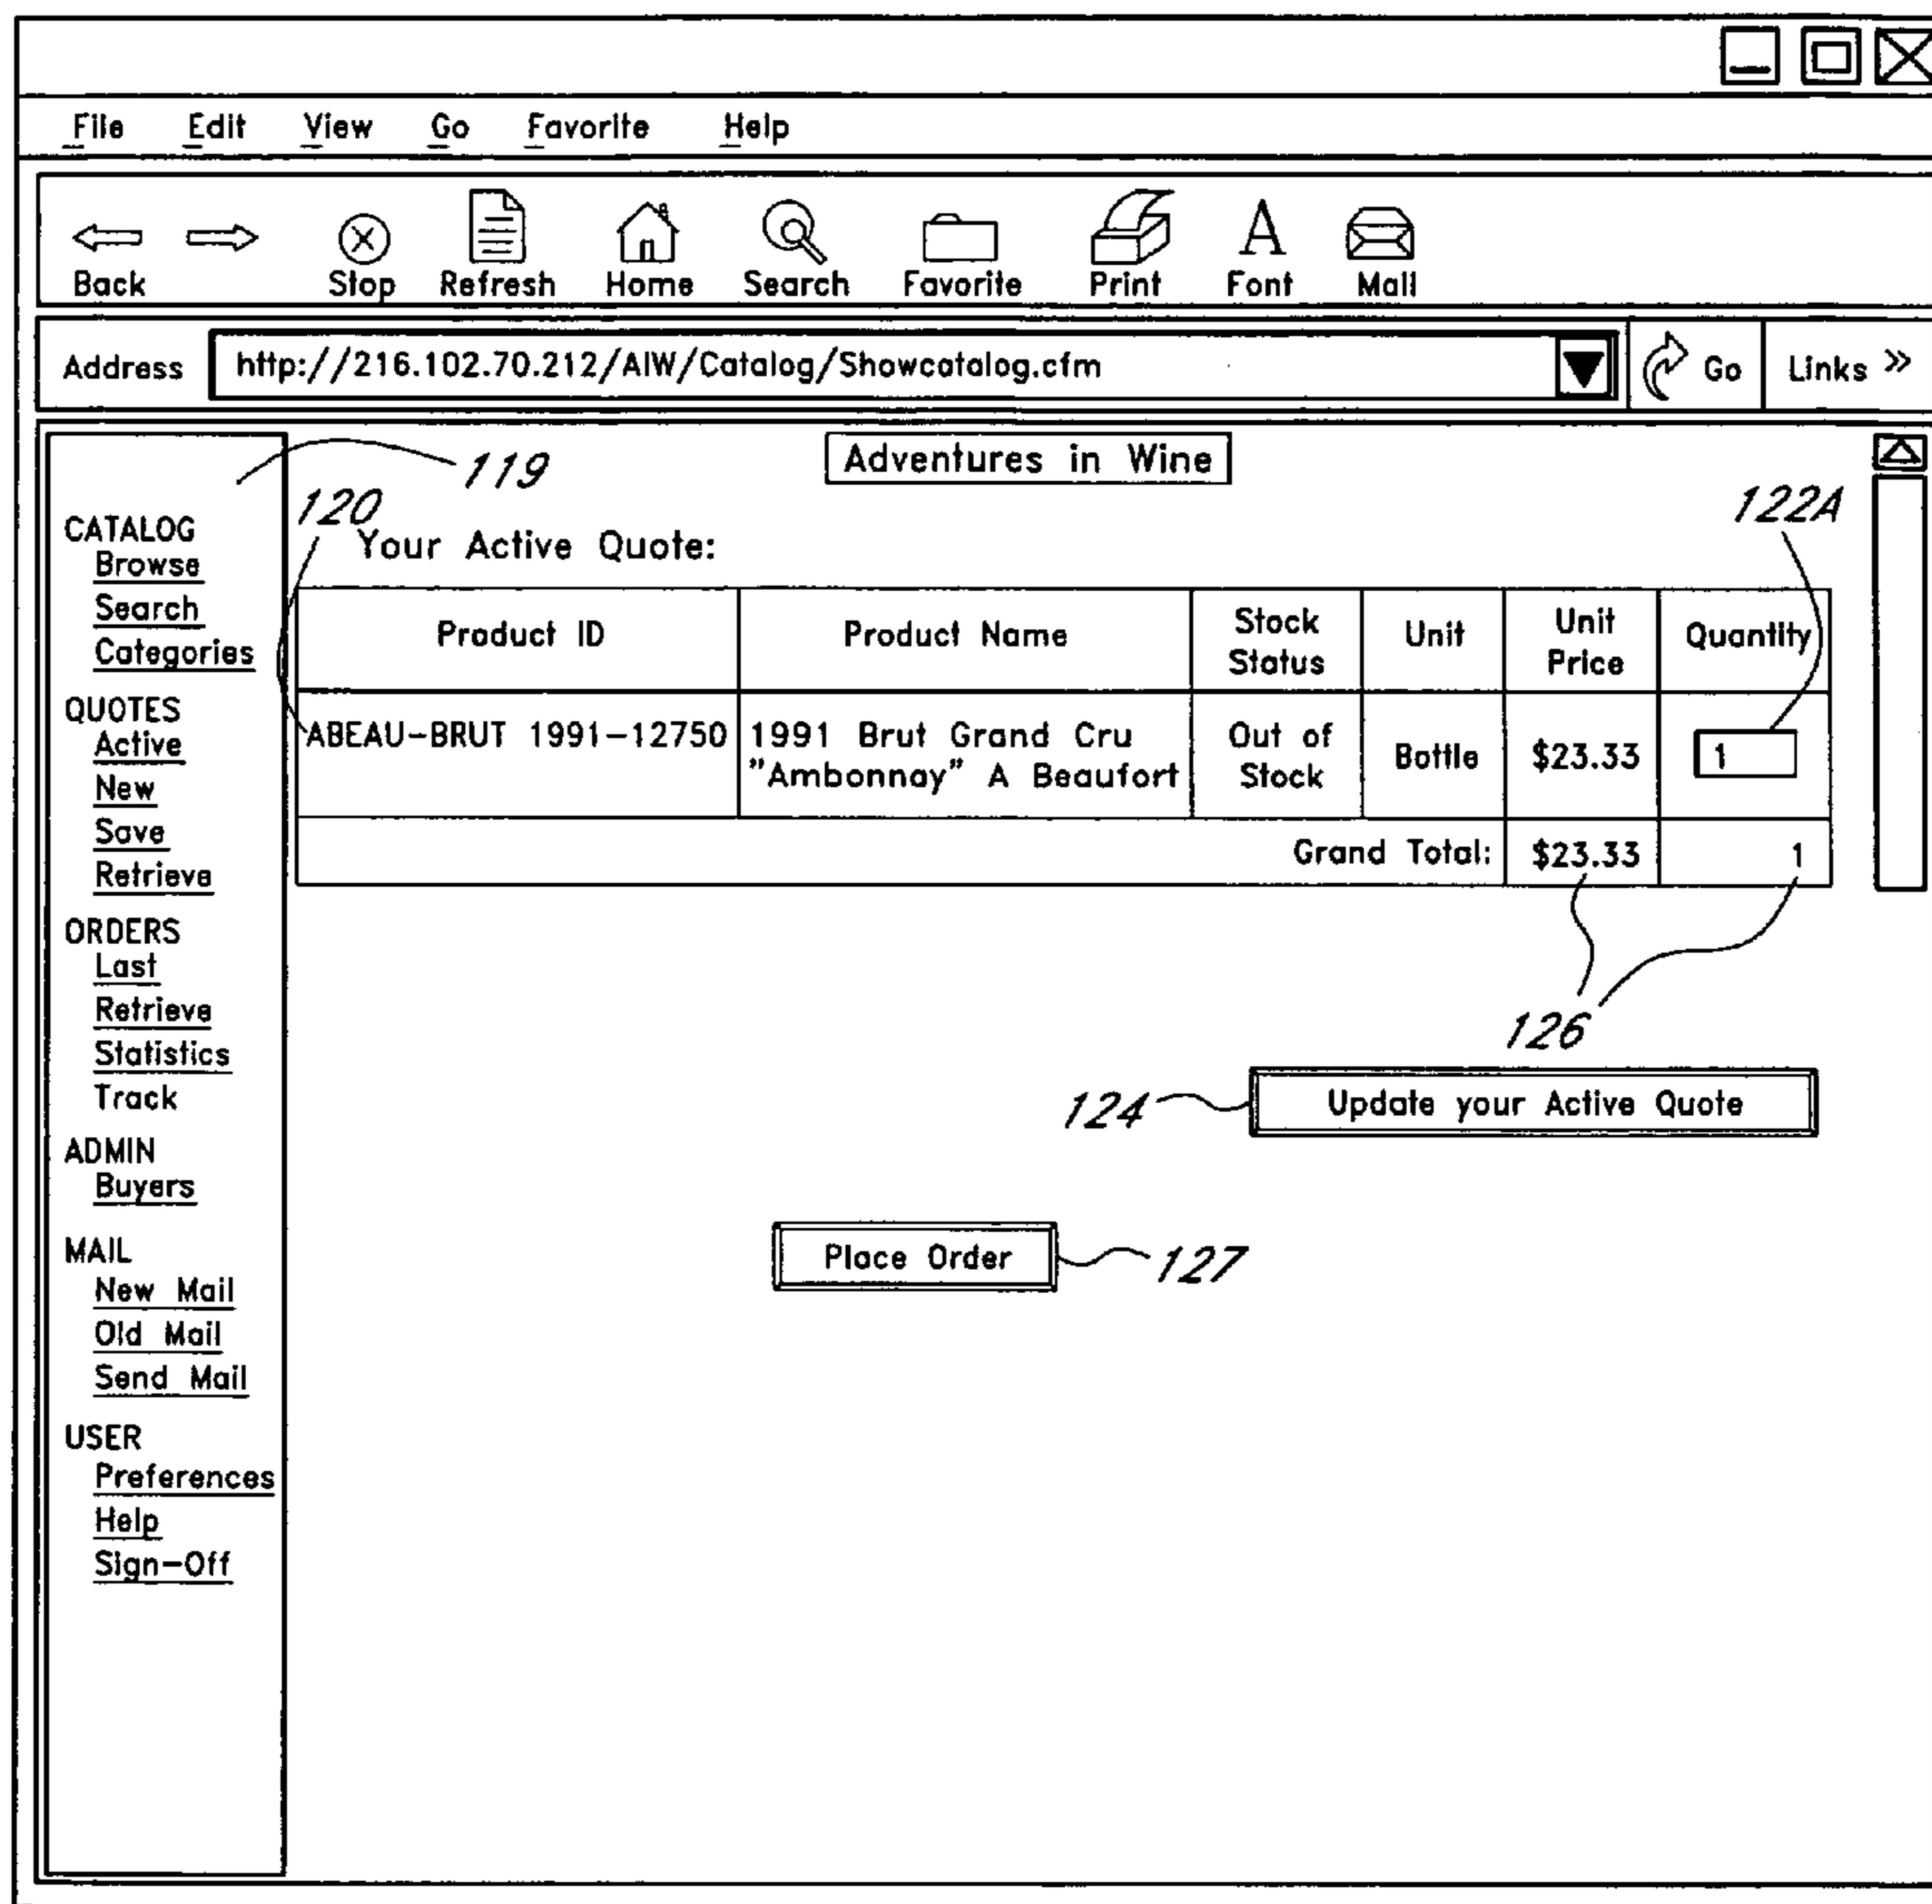 File Edit View Go Favorite Help
Back Stop Refresh Home Search Favorite Print Font Mail
Address http://216.102.70.212/AIW/Catalog/Showcatalog.cfm Go Links »
119
Adventures in Wine
120
122A
Your Active Quote:
CATALOG
Browse
Search
Categories
QUOTES
Active
New
Save
Retrieve
ORDERS
Last
Retrieve
Statistics
Track
ADMIN
Buyers
MAIL
New Mail
Old Mail
Send Mail
USER
Preferences
Help
Sign-Off
Product ID
Product Name
Stock
Status
Unit
Unit
Price
Quantity
ABEAU-BRUT 1991-12750
1991 Brut Grand Cru
"Ambonnay" A Beaufort
Out of
Stock
Bottle
$23.33
1
Grand Total: $23.33 1
126
124
Update your Active Quote
Place Order
127